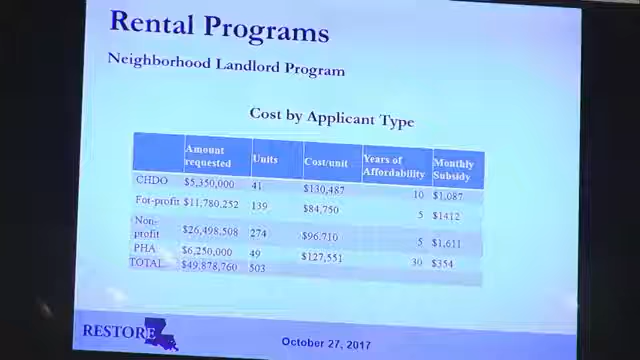 Rental Programs
Neighborhood Landlord Program
Cost by Applicant Type
Amount requested Units Cost/unit Years of Affordability Monthly Subsidy
CHDO $5,350,000 41 $130,487 10 $1,087
For-profit $11,780,252 139 $84,750 5 $1412
Non-profit $26,498,508 274 $96,710 5 $1,611
PHA $6,250,000 49 $127,551 30 $354
TOTAL $49,878,760 503
RESTORE
October 27, 2017